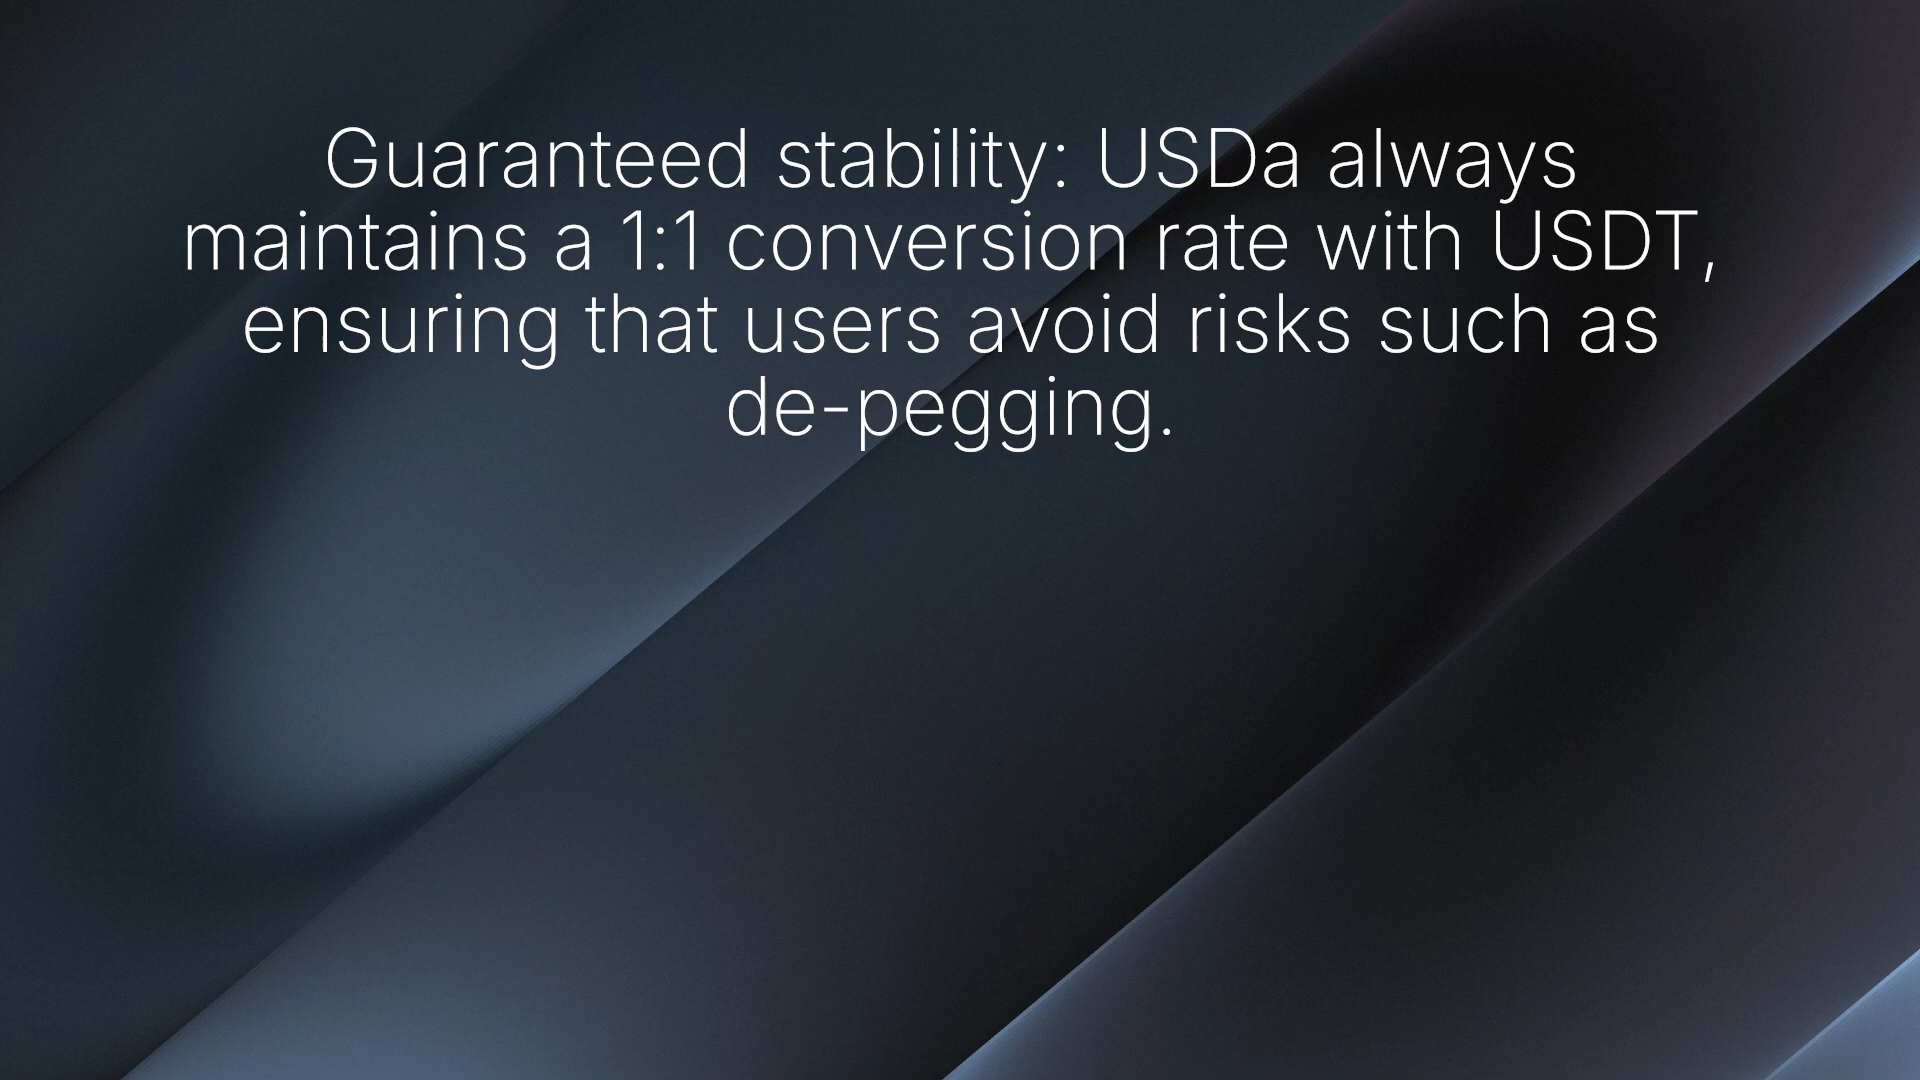 Guaranteed stability: USDa always
maintains a 1:1 conversion rate with USDT,
ensuring that users avoid risks such as
de-pegging.